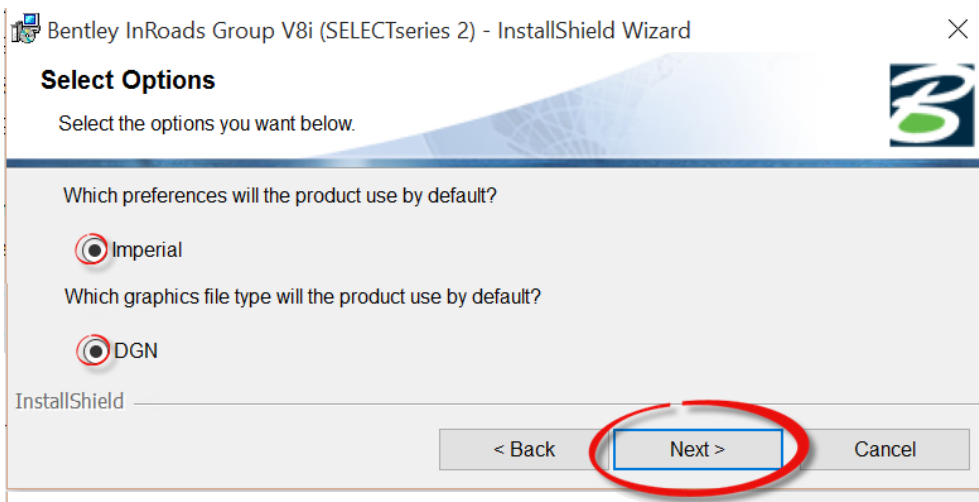 Bentley InRoads Group V8i (SELECTseries 2) - InstallShield Wizard
Select Options
Select the options you want below.
Which preferences will the product use by default?
Imperial
Which graphics file type will the product use by default?
DGN
InstallShield
< Back Next > Cancel